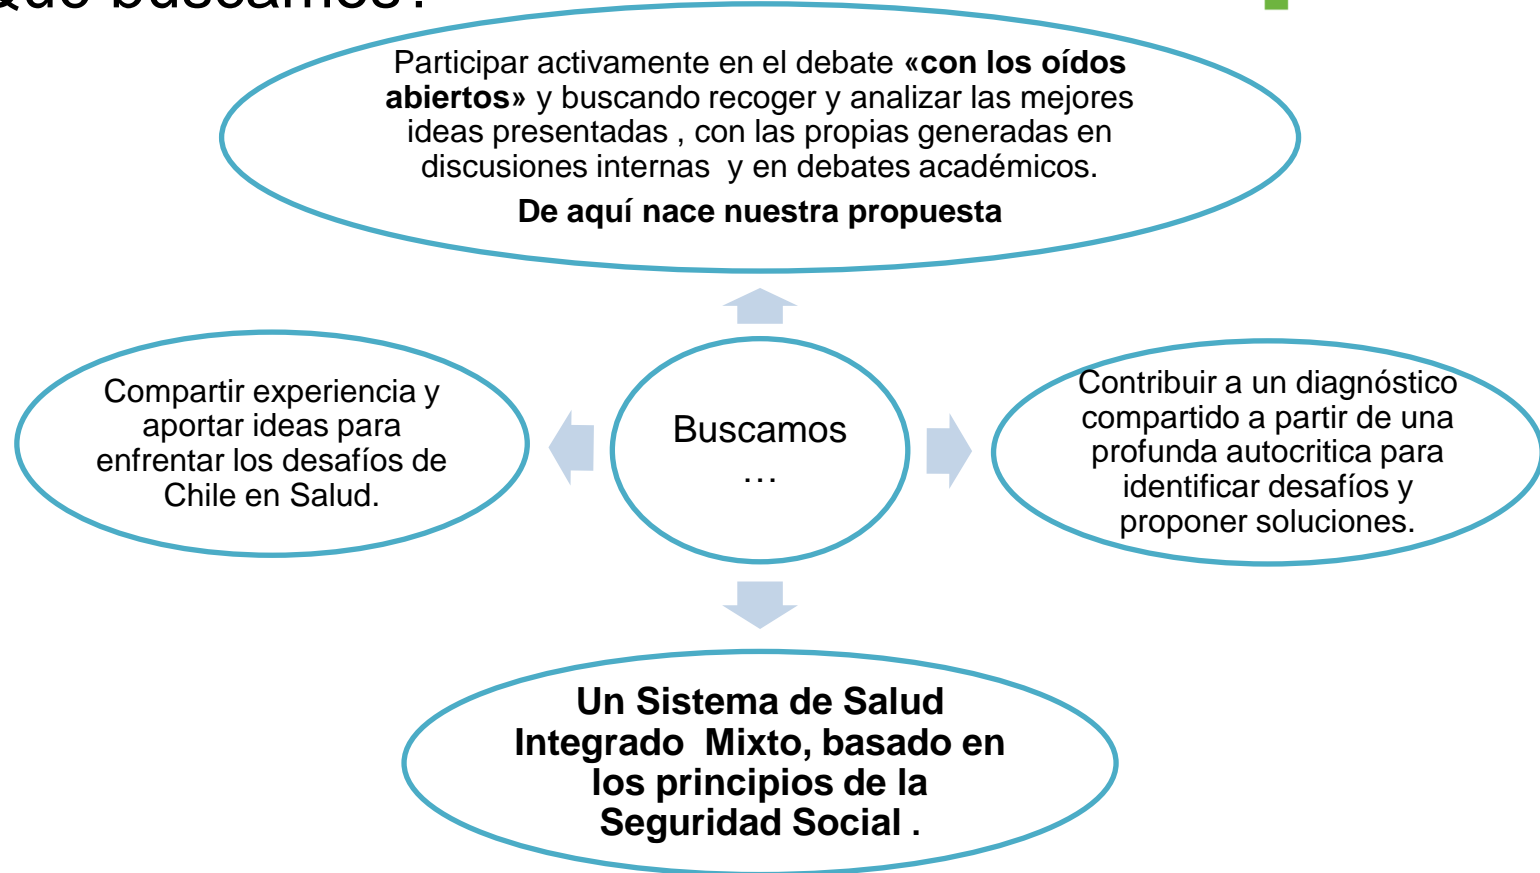 Qué buscamos?
Participar activamente en el debate «con los oídos
abiertos» y buscando recoger y analizar las mejores
ideas presentadas , con las propias generadas en
discusiones internas  y en debates académicos.
De aquí nace nuestra propuesta
Compartir experiencia y
aportar ideas para
enfrentar los desafíos de
Chile en Salud.
Buscamos
…
Contribuir a un diagnóstico
compartido a partir de una
profunda autocritica para
identificar desafíos y
proponer soluciones.
Un Sistema de Salud
Integrado  Mixto, basado en
los principios de la
Seguridad Social .